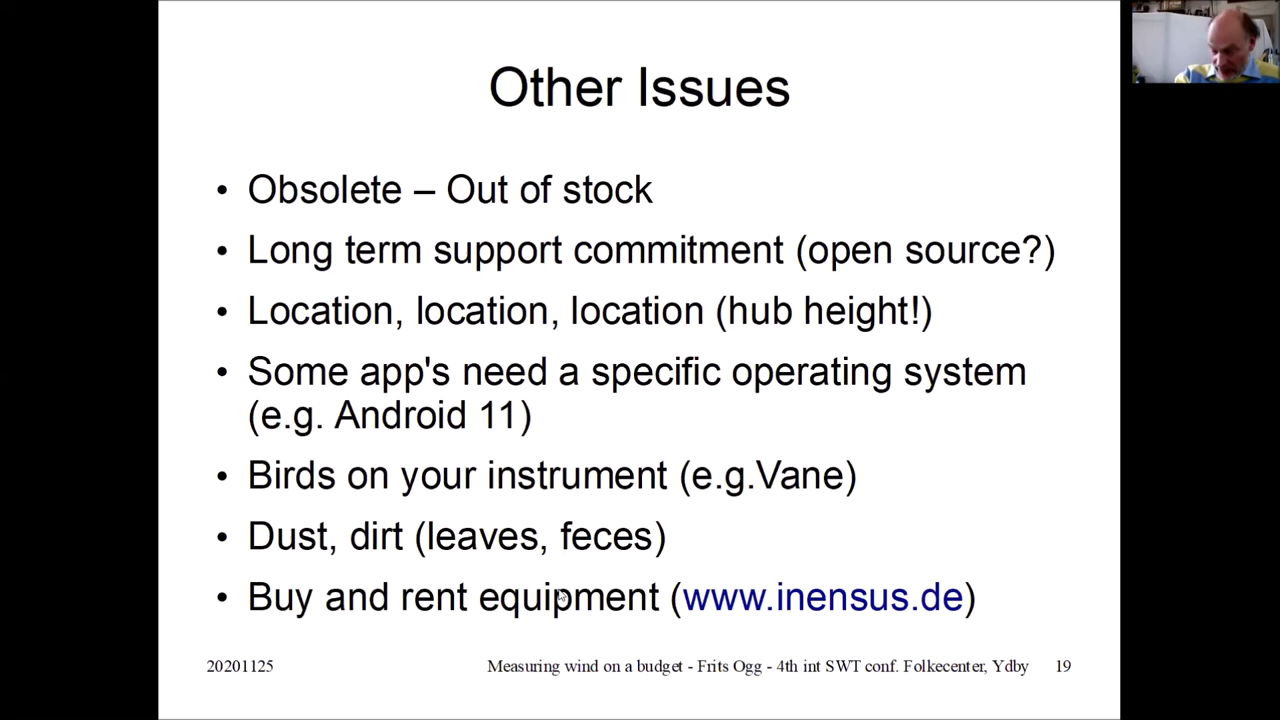 Other Issues
• Obsolete – Out of stock
• Long term support commitment (open source?)
• Location, location, location (hub height!)
• Some app's need a specific operating system
(e.g. Android 11)
• Birds on your instrument (e.g.Vane)
• Dust, dirt (leaves, feces)
• Buy and rent equipment (www.inensus.de)
20201125 Measuring wind on a budget - Frits Ogg - 4th int SWT conf. Folkecenter, Ydby 19